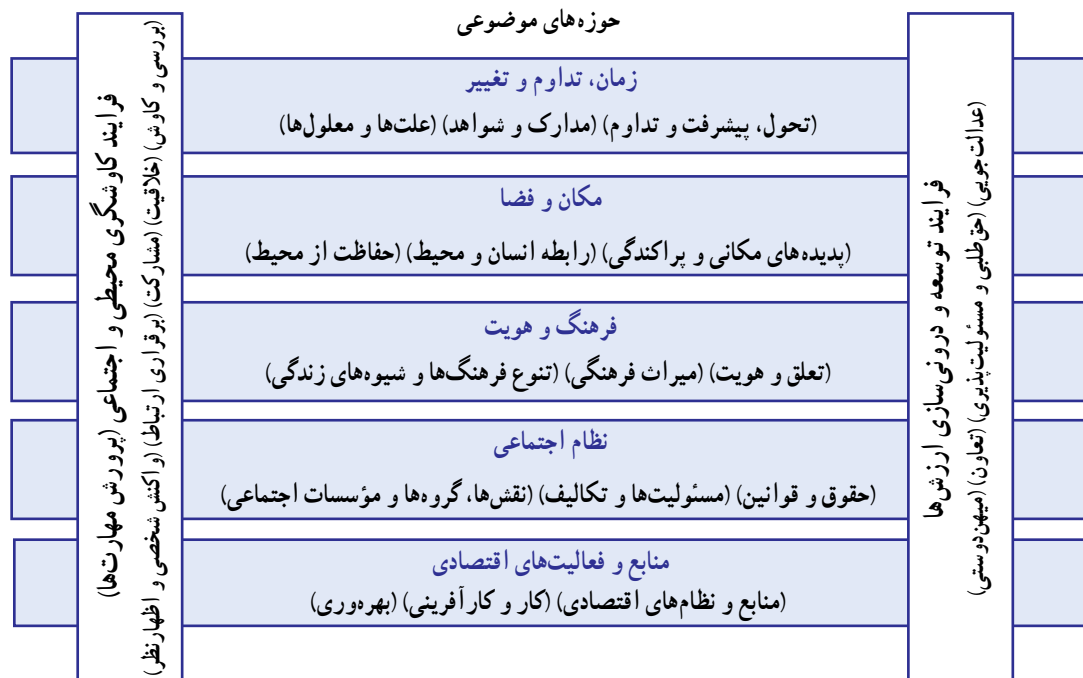 حوزه‌های موضوعی
زمان، تداوم و تغییر
(تحول، پیشرفت و تداوم) (مدارک و شواهد) (علت‌ها و معلول‌ها)
مکان و فضا
(پدیده‌های مکانی و پراکندگی) (رابطه انسان و محیط) (حفاظت از محیط)
فرهنگ و هویت
(تعلق و هویت) (میراث فرهنگی) (تنوع فرهنگ‌ها و شیوه‌های زندگی)
نظام اجتماعی
(حقوق و قوانین) (مسئولیت‌ها و تکالیف) (نقش‌ها، گروه‌ها و مؤسسات اجتماعی)
منابع و فعالیت‌های اقتصادی
(منابع و نظام‌های اقتصادی) (کار و کارآفرینی) (بهره‌وری)
فرایند توسعه و درونی‌سازی ارزش‌ها
(عدالت‌جویی) (حق‌طلبی و مسئولیت‌پذیری) (تعاون) (میهن‌دوستی)
فرایند کاوشگری محیطی و اجتماعی (پرورش مهارت‌ها)
(بررسی و کاوش) (خلاقیت) (مشارکت) (برقراری ارتباط) (واکنش شخصی و اظهارنظر)